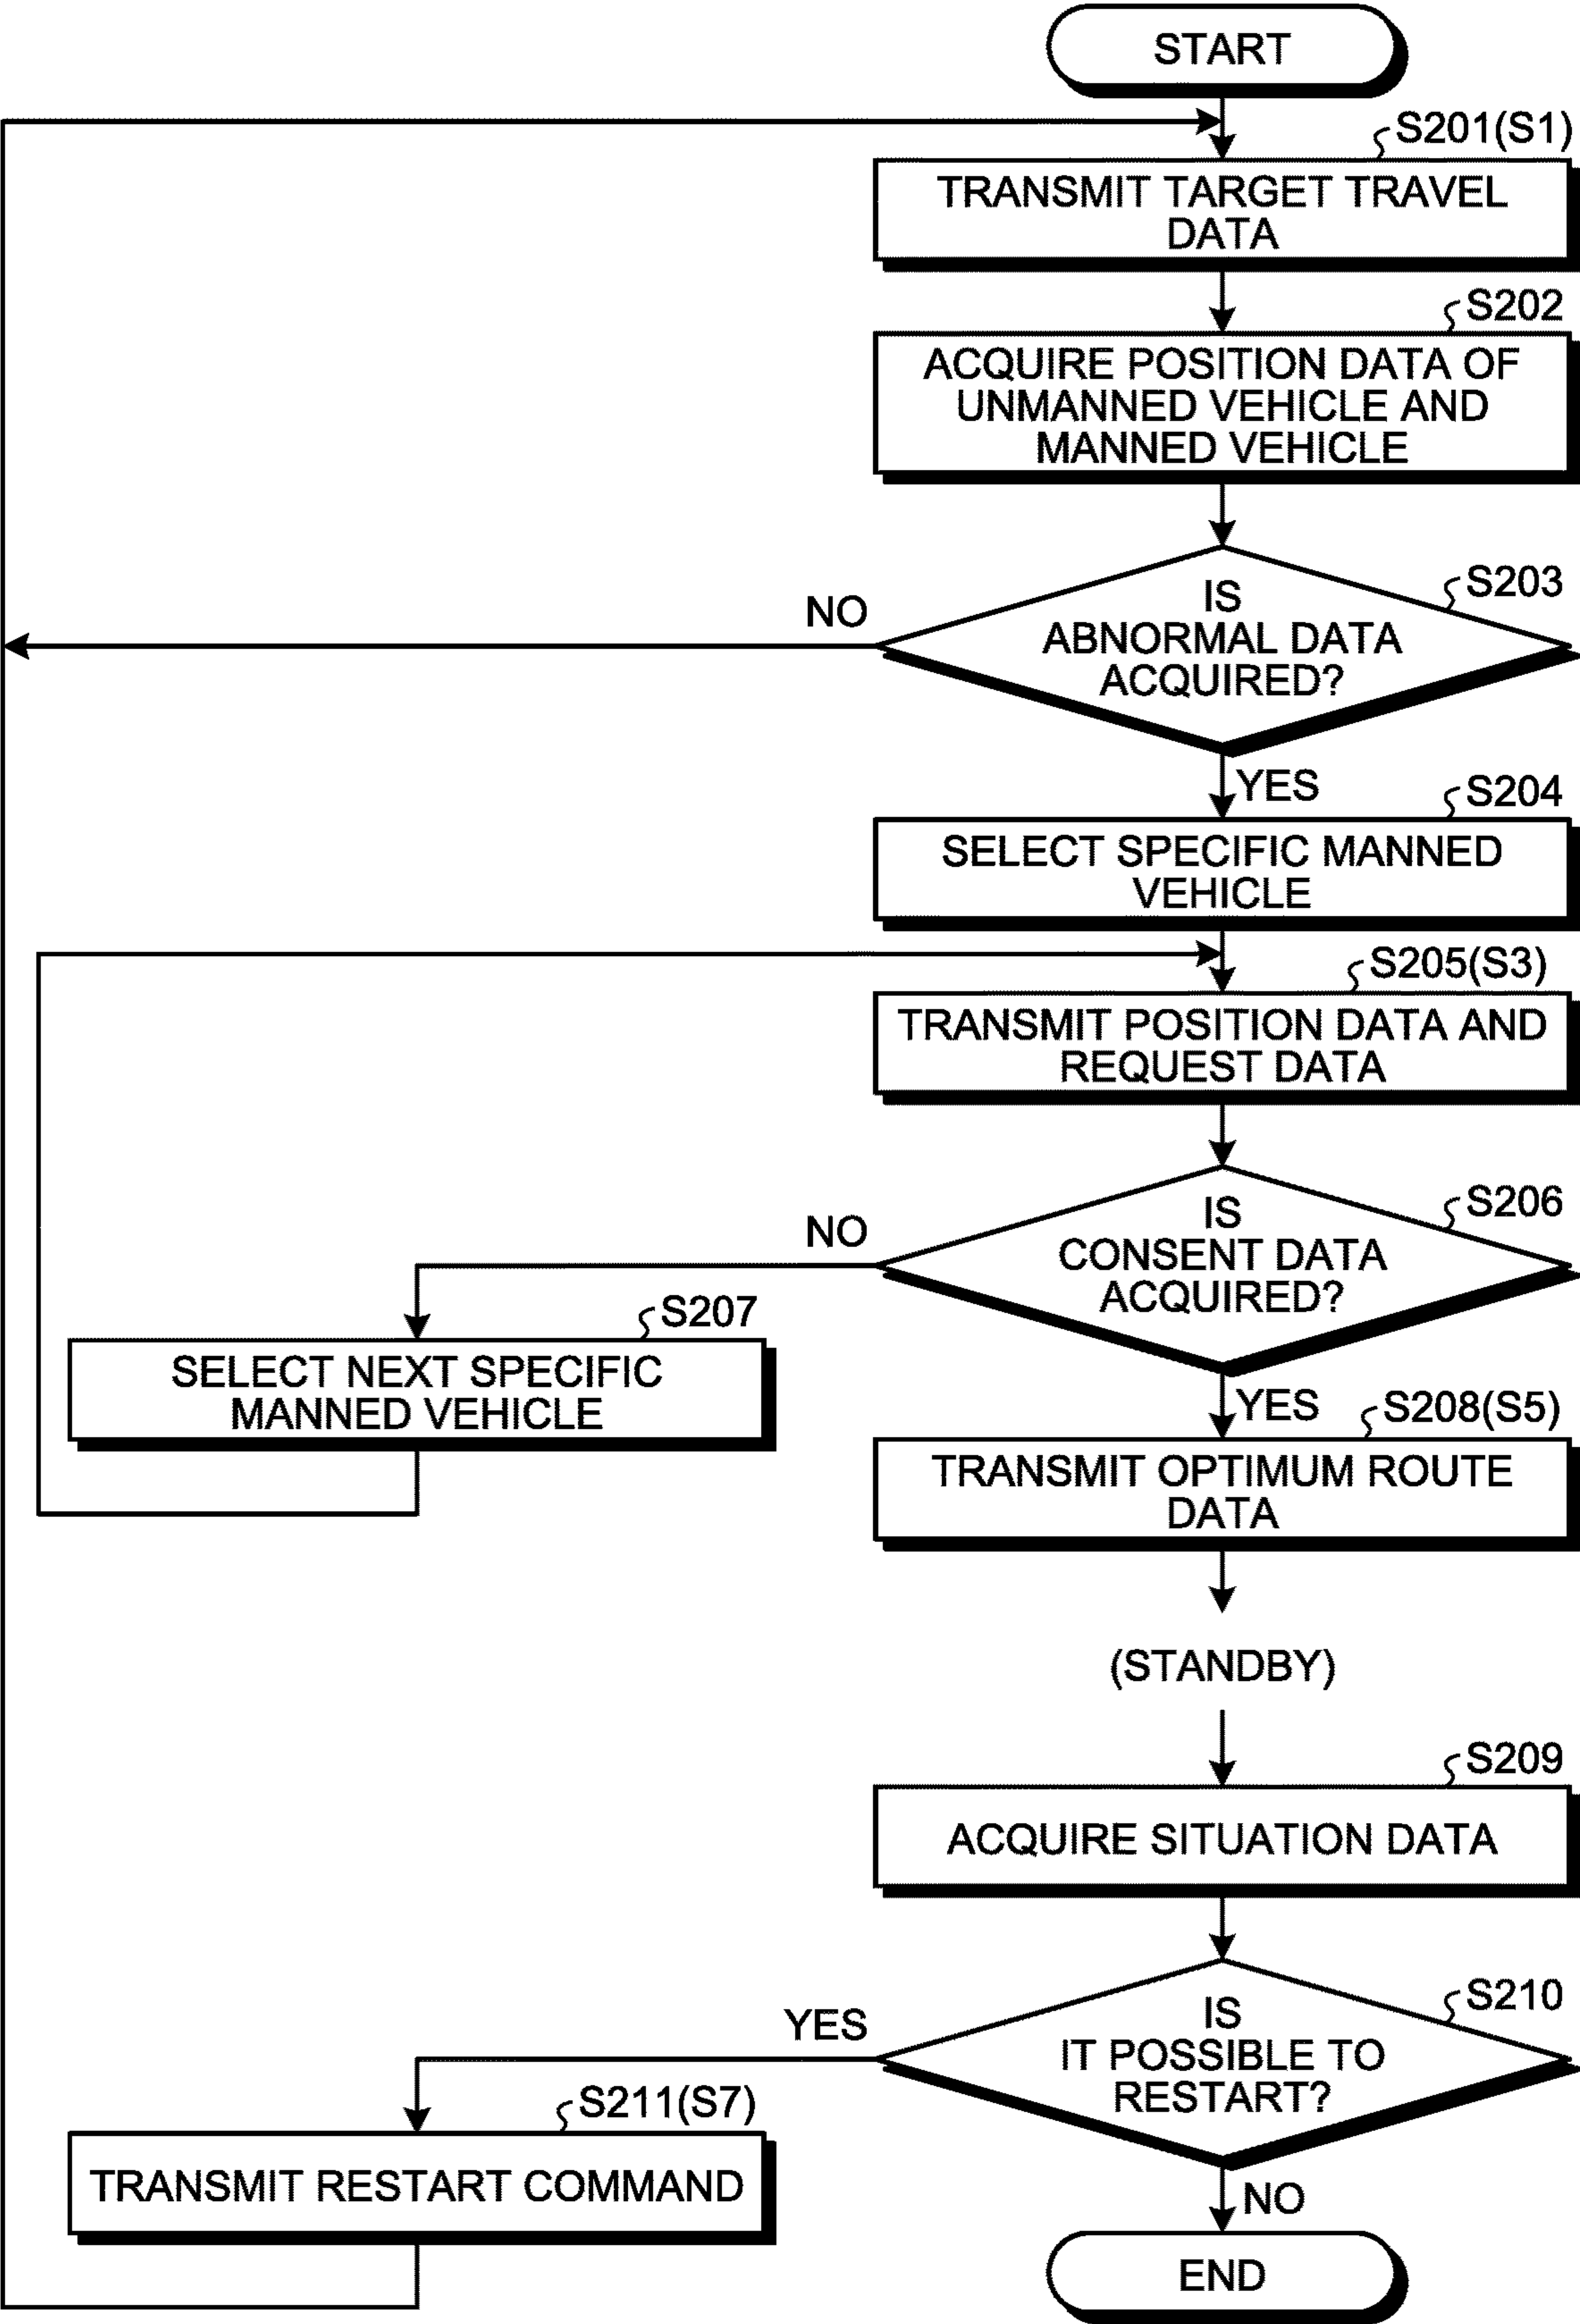 START
S201(S1)
TRANSMIT TARGET TRAVEL
DATA
S202
ACQUIRE POSITION DATA OF
UNMANNED VEHICLE AND
MANNED VEHICLE
S203
NO
IS
ABNORMAL DATA
ACQUIRED?
YES
S204
SELECT SPECIFIC MANNED
VEHICLE
S205(S3)
TRANSMIT POSITION DATA AND
REQUEST DATA
S206
NO
IS
CONSENT DATA
ACQUIRED?
S207
SELECT NEXT SPECIFIC
MANNED VEHICLE
YES
S208(S5)
TRANSMIT OPTIMUM ROUTE
DATA
(STANDBY)
S209
ACQUIRE SITUATION DATA
S210
YES
IS
IT POSSIBLE TO
RESTART?
S211(S7)
TRANSMIT RESTART COMMAND
NO
END